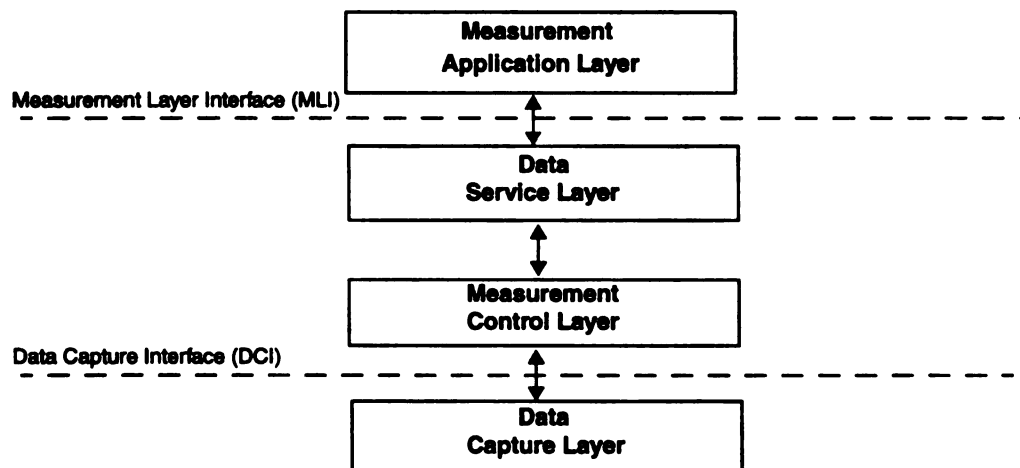 Measurement
Application Layer
Measurement Layer Interface (MLI)
Data
Service Layer
Measurement
Control Layer
Data Capture Interface (DCI)
Data
Capture Layer